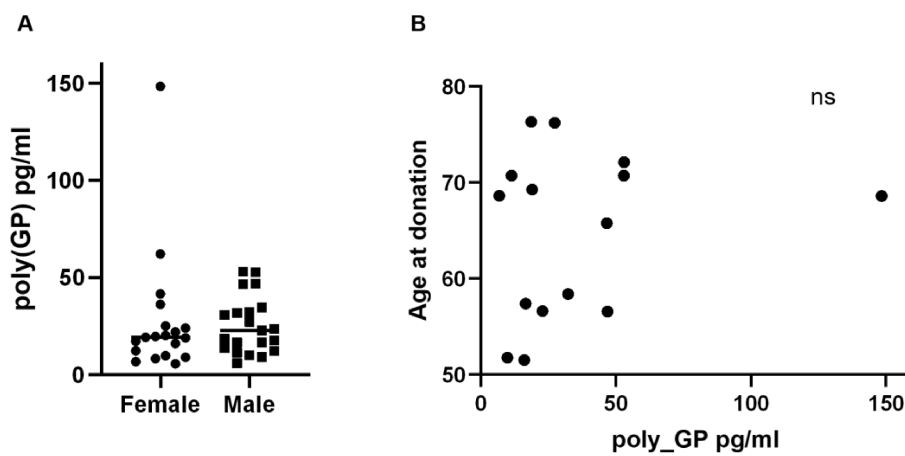 A
poly(GP) pg/ml
150
100
50
0
Female Male
B
Age at donation
80
70
60
50
ns
0 50 100 150
poly_GP pg/ml